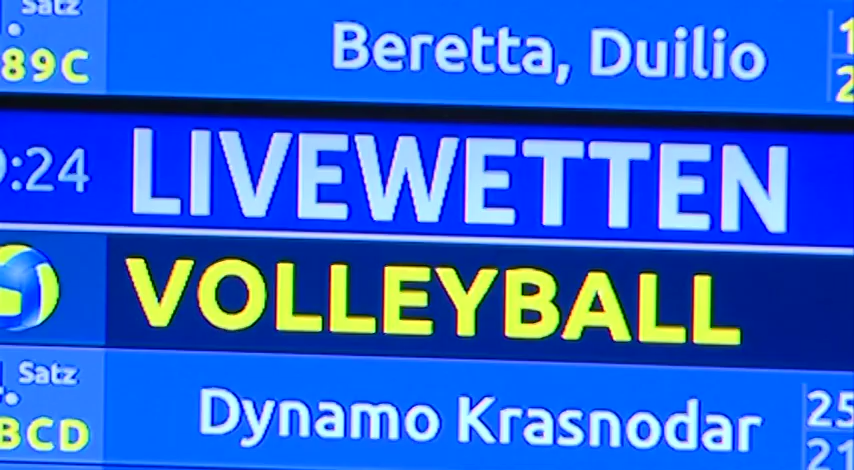 Satz
89C Beretta, Duilio
:24 LIVEWETTEN
VOLLEYBALL
Satz
BCD Dynamo Krasnodar 25
21